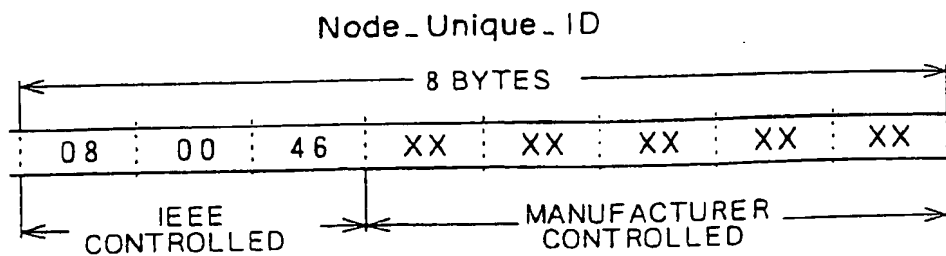 Node_Unique_ID
8 BYTES
08 00 46 XX XX XX XX XX
IEEE CONTROLLED
MANUFACTURER CONTROLLED